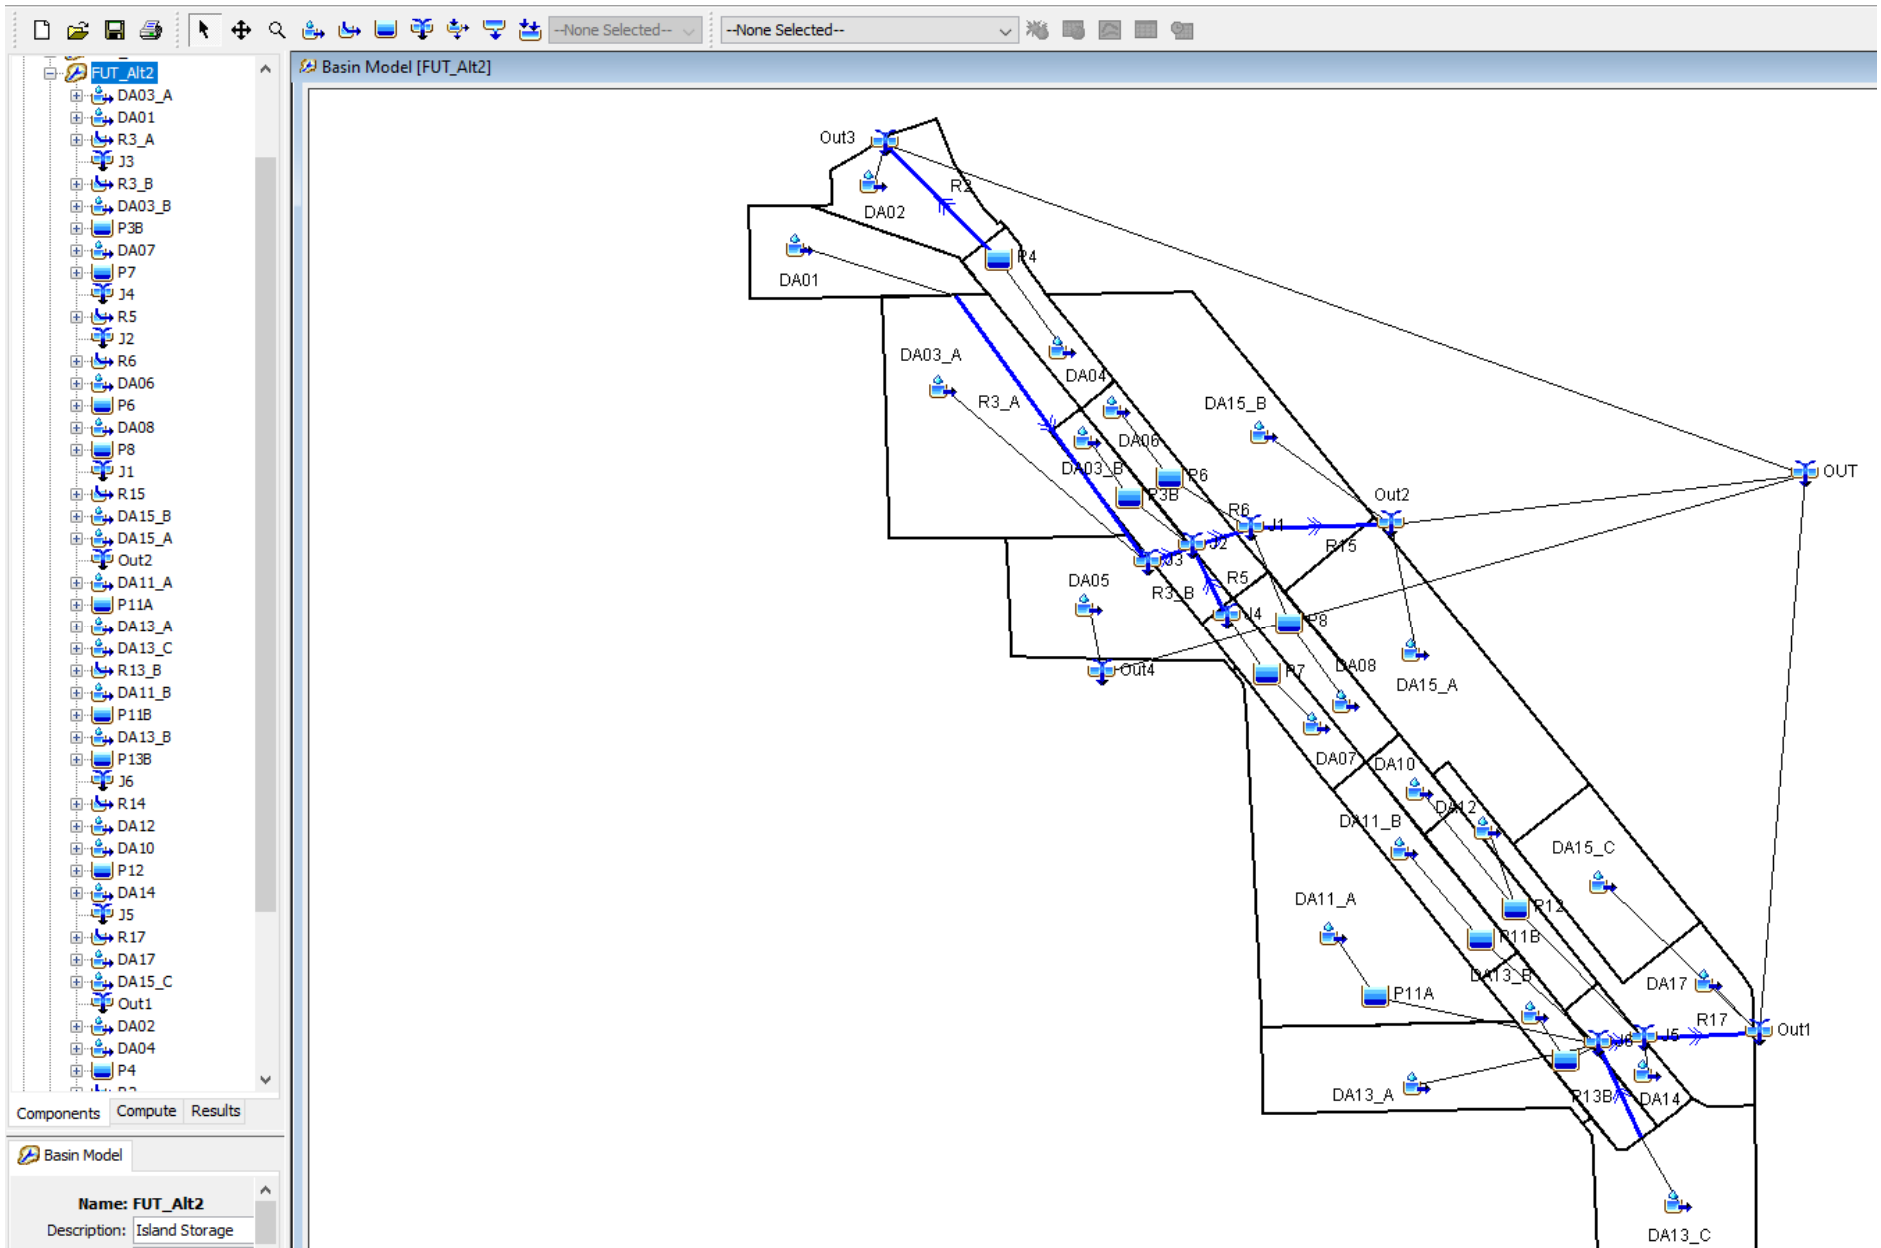 --None Selected--
--None Selected--
FUT_Alt2
DA03_A
DA01
R3_A
J3
R3_B
DA03_B
P3B
DA07
P7
J4
R5
J2
R6
DA06
P6
DA08
P8
J1
R15
DA15_B
DA15_A
Out2
DA11_A
P11A
DA13_A
DA13_C
R13_B
DA11_B
P11B
DA13_B
P13B
J6
R14
DA12
DA10
P12
DA14
J5
R17
DA17
DA15_C
Out1
DA02
DA04
P4
Components Compute Results
Basin Model
Name: FUT_Alt2
Description: Island Storage
Basin Model [FUT_Alt2]
Out3
R2
DA02
P4
DA01
DA03_A
DA04
R3_A
DA15_B
DA06
DA03_B
P6
P3B
OUT
Out2
R6
J1
J2
R15
J3
DA05
R5
R3_B
J4
P8
Out4
P7
DA08
DA15_A
DA07
DA10
DA12
DA11_B
DA15_C
DA11_A
P12
P11B
DA13_B
DA17
P11A
R17
Out1
J6
J5
DA13_A
P13B
DA14
DA13_C